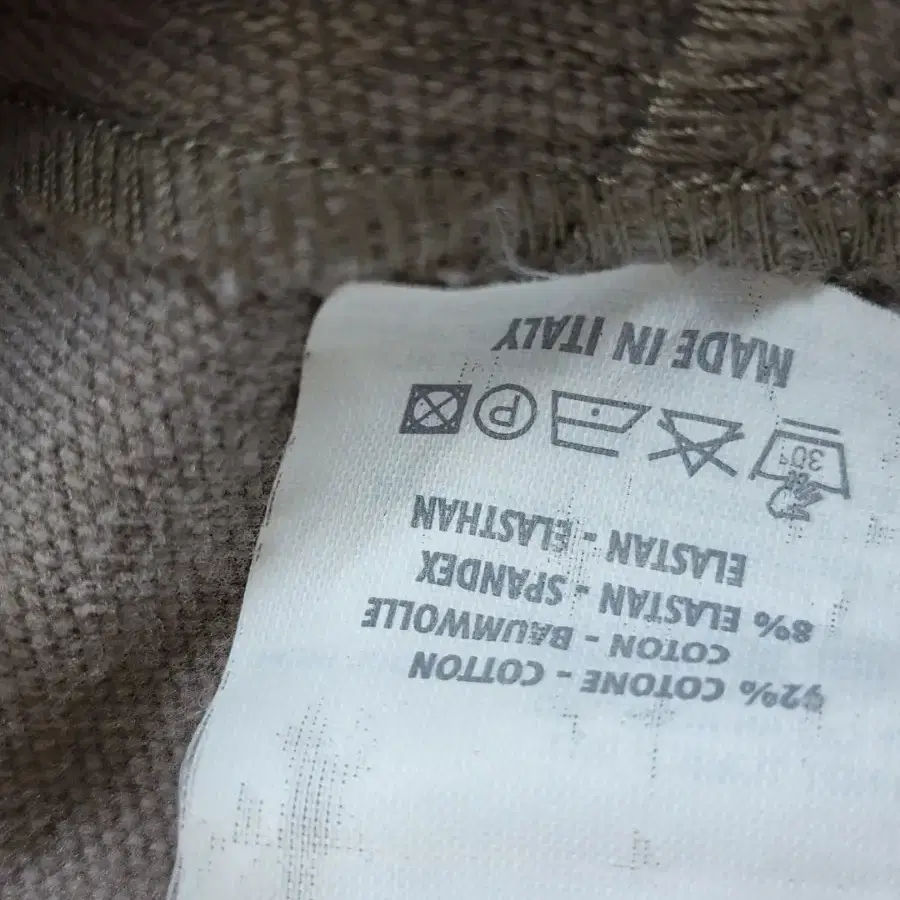 92% COTONE - COTTON
COTON - BAUMWOLLE
8% ELASTAN - SPANDEX
ELASTAN - ELASTHAN
30° P
MADE IN ITALY